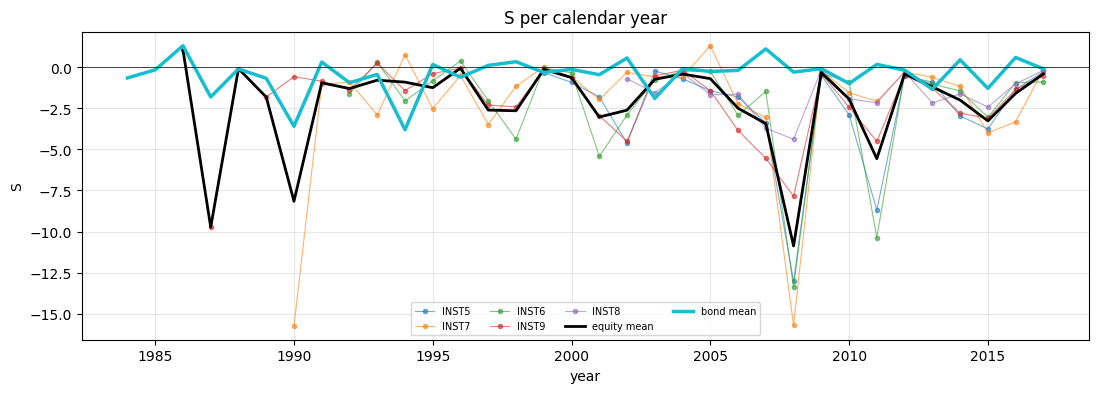 S per calendar year
S
0.0
−2.5
−5.0
−7.5
−10.0
−12.5
−15.0
INST5 INST6 INST8 bond mean
INST7 INST9 equity mean
1985 1990 1995 2000 2005 2010 2015
year